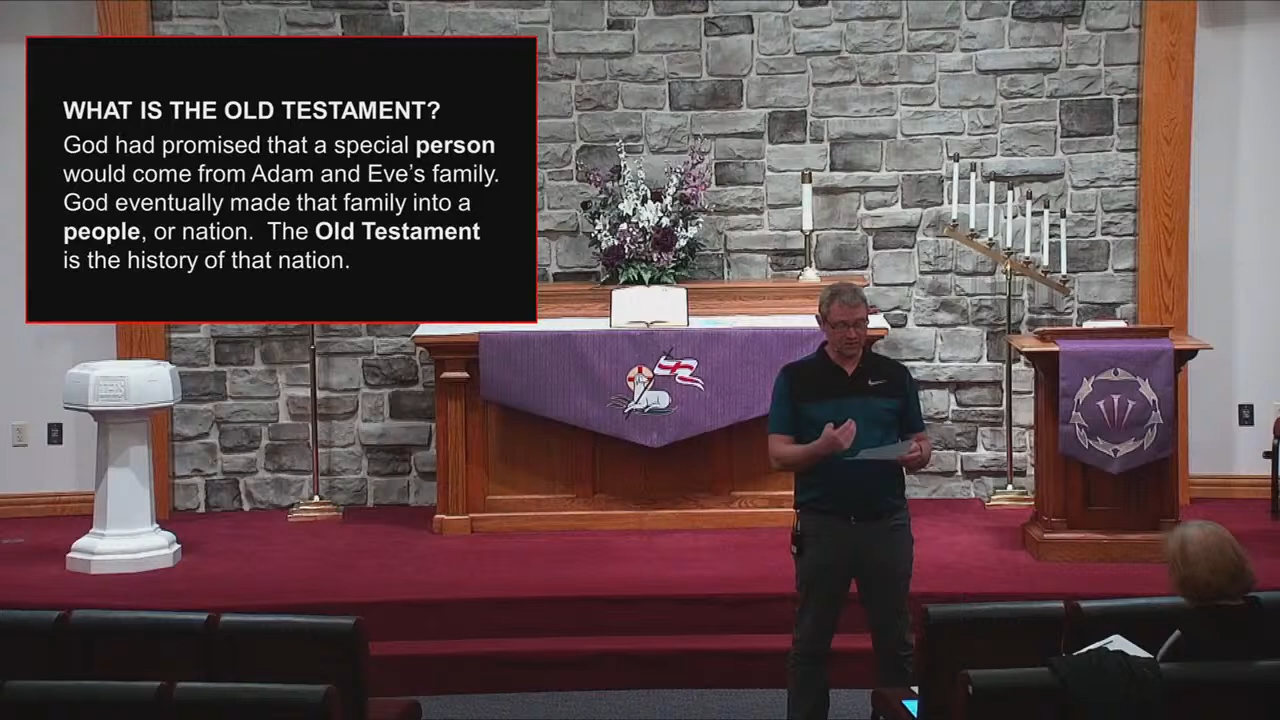 WHAT IS THE OLD TESTAMENT?
God had promised that a special person
would come from Adam and Eve's family.
God eventually made that family into a
people, or nation.  The Old Testament
is the history of that nation.